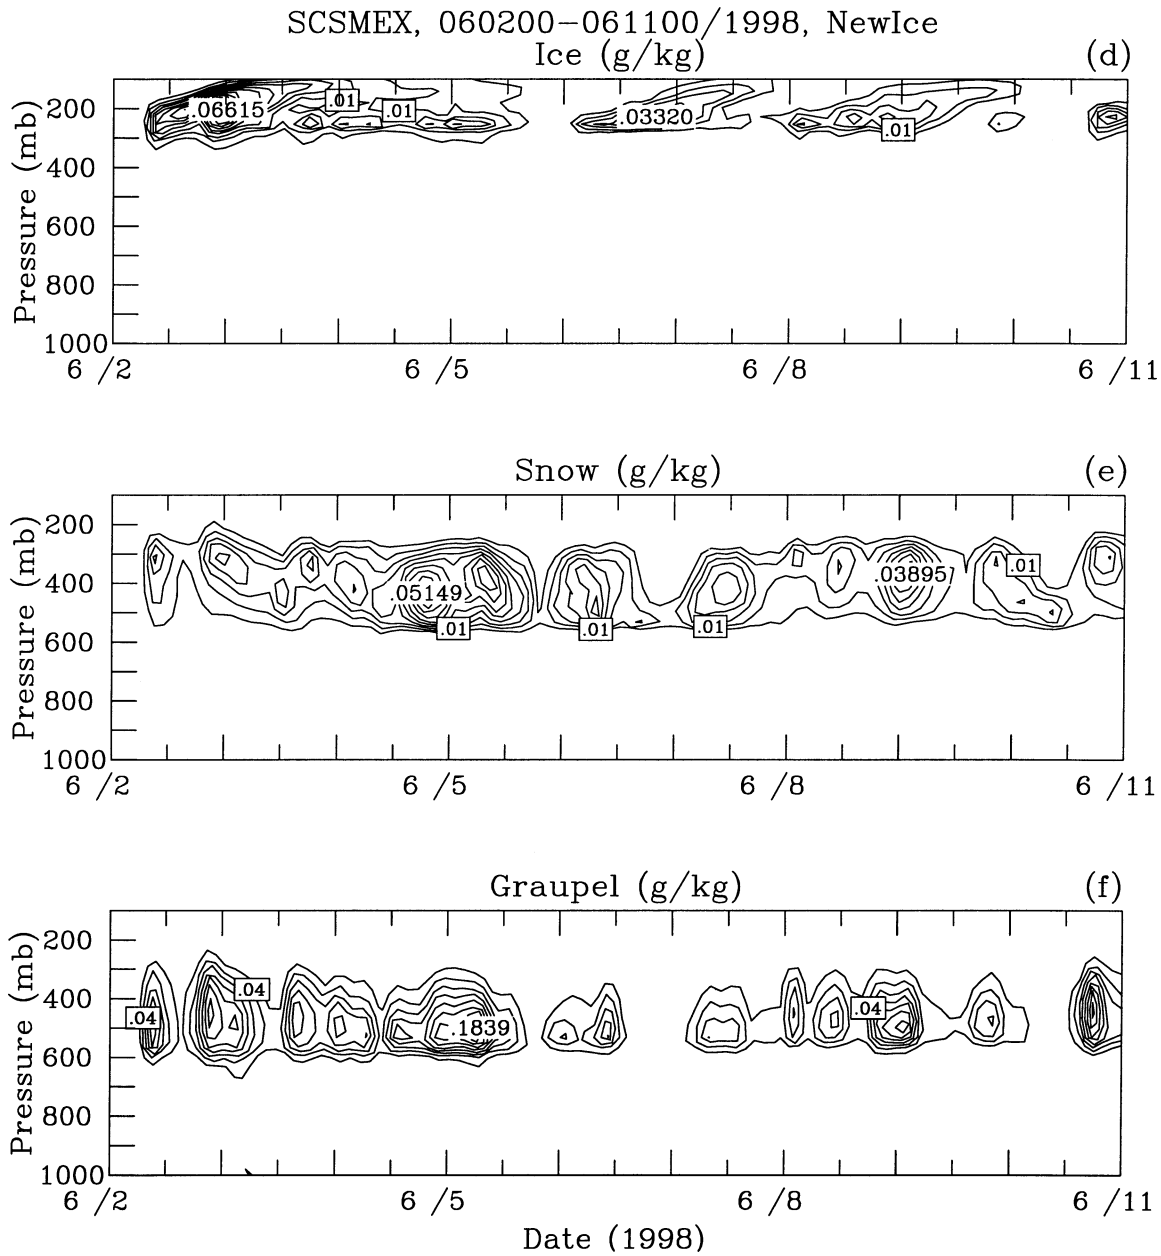 SCSMEX, 060200−061100/1998, NewIce
Ice (g/kg) (d)
Pressure (mb)
200
400
600
800
1000
.06615
.01
.01
.03320
.01
6 /2 6 /5 6 /8 6 /11
Snow (g/kg) (e)
Pressure (mb)
200
400
600
800
1000
.05149
.03895
.01
.01
.01
.01
6 /2 6 /5 6 /8 6 /11
Graupel (g/kg) (f)
Pressure (mb)
200
400
600
800
1000
.04
.04
.04
.1839
6 /2 6 /5 6 /8 6 /11
Date (1998)